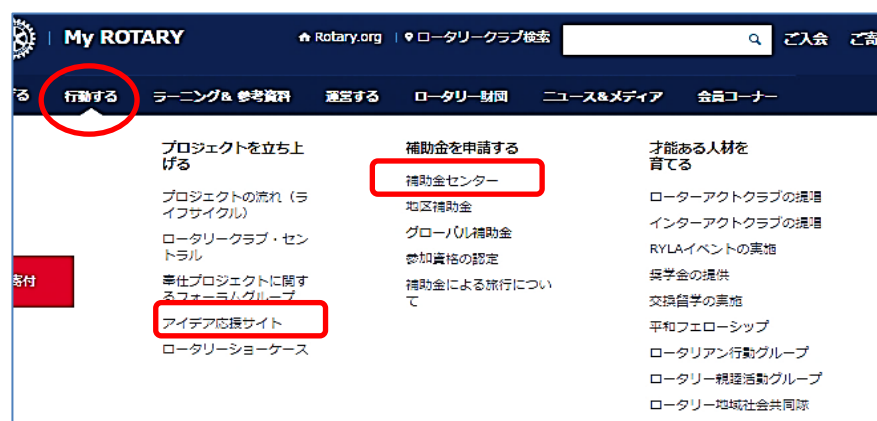 My ROTARY
Rotary.org
ロータリークラブ検索
ご入会
ご寄
る
行動する
ラーニング& 参考資料
運営する
ロータリー財団
ニュース&メディア
会員コーナー
プロジェクトを立ち上
げる
プロジェクトの流れ（ラ
イフサイクル）
ロータリークラブ・セン
トラル
奉仕プロジェクトに関す
るフォーラムグループ
アイデア応援サイト
ロータリーショーケース
補助金を申請する
補助金センター
地区補助金
グローバル補助金
参加資格の認定
補助金による旅行につい
て
才能ある人材を
育てる
ローターアクトクラブの提唱
インターアクトクラブの提唱
RYLAイベントの実施
奨学金の提供
交換留学の実施
平和フェローシップ
ロータリアン行動グループ
ロータリー親睦活動グループ
ロータリー地域社会共同隊
寄付